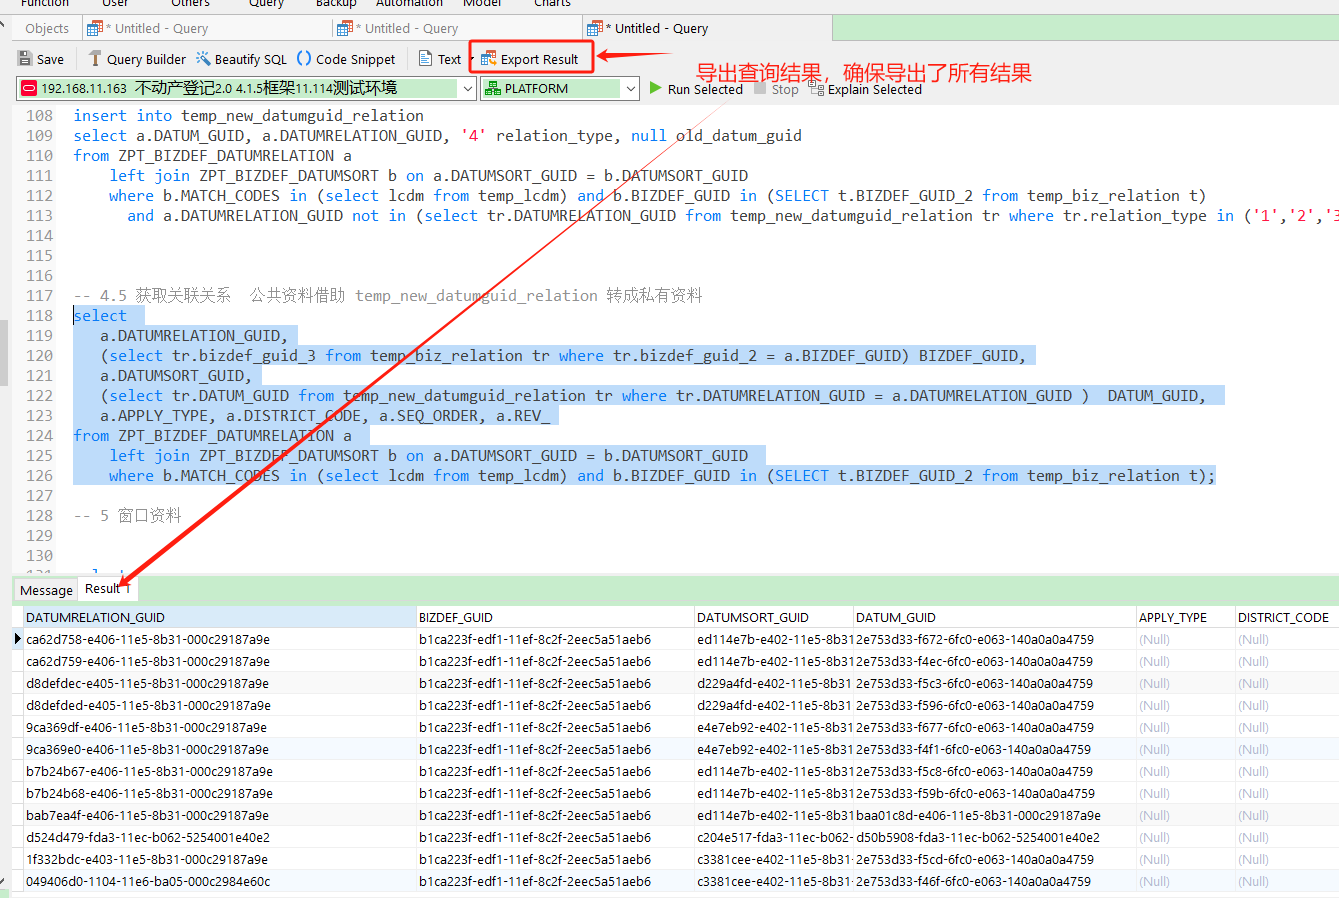 Function User Others Query Backup Automation Model Charts
Objects * Untitled - Query * Untitled - Query * Untitled - Query
Save Query Builder Beautify SQL () Code Snippet Text Export Result
导出查询结果，确保导出了所有结果
192.168.11.163 不动产登记2.0 4.1.5框架11.114测试环境 PLATFORM Run Selected Stop Explain Selected
108 insert into temp_new_datumguid_relation
109 select a.DATUM_GUID, a.DATUMRELATION_GUID, '4' relation_type, null old_datum_guid
110 from ZPT_BIZDEF_DATUMRELATION a
111 left join ZPT_BIZDEF_DATUMSORT b on a.DATUMSORT_GUID = b.DATUMSORT_GUID
112 where b.MATCH_CODES in (select lcdm from temp_lcdm) and b.BIZDEF_GUID in (SELECT t.BIZDEF_GUID_2 from temp_biz_relation t)
113 and a.DATUMRELATION_GUID not in (select tr.DATUMRELATION_GUID from temp_new_datumguid_relation tr where tr.relation_type in ('1','2','3
114
115
116
117 -- 4.5 获取关联关系 公共资料借助 temp_new_datumguid_relation 转成私有资料
118 select
119 a.DATUMRELATION_GUID,
120 (select tr.bizdef_guid_3 from temp_biz_relation tr where tr.bizdef_guid_2 = a.BIZDEF_GUID) BIZDEF_GUID,
121 a.DATUMSORT_GUID,
122 (select tr.DATUM_GUID from temp_new_datumguid_relation tr where tr.DATUMRELATION_GUID = a.DATUMRELATION_GUID ) DATUM_GUID,
123 a.APPLY_TYPE, a.DISTRICT_CODE, a.SEQ_ORDER, a.REV_
124 from ZPT_BIZDEF_DATUMRELATION a
125 left join ZPT_BIZDEF_DATUMSORT b on a.DATUMSORT_GUID = b.DATUMSORT_GUID
126 where b.MATCH_CODES in (select lcdm from temp_lcdm) and b.BIZDEF_GUID in (SELECT t.BIZDEF_GUID_2 from temp_biz_relation t);
127
128 -- 5 窗口资料
129
130
Message Result 1
DATUMRELATION_GUID BIZDEF_GUID DATUMSORT_GUID DATUM_GUID APPLY_TYPE DISTRICT_CODE
ca62d758-e406-11e5-8b31-000c29187a9e b1ca223f-edf1-11ef-8c2f-2eec5a51aeb6 ed114e7b-e402-11e5-8b31 2e753d33-f672-6fc0-e063-140a0a0a4759 (Null) (Null)
ca62d759-e406-11e5-8b31-000c29187a9e b1ca223f-edf1-11ef-8c2f-2eec5a51aeb6 ed114e7b-e402-11e5-8b31 2e753d33-f4ec-6fc0-e063-140a0a0a4759 (Null) (Null)
d8defdec-e405-11e5-8b31-000c29187a9e b1ca223f-edf1-11ef-8c2f-2eec5a51aeb6 d229a4fd-e402-11e5-8b31 2e753d33-f5c3-6fc0-e063-140a0a0a4759 (Null) (Null)
d8defded-e405-11e5-8b31-000c29187a9e b1ca223f-edf1-11ef-8c2f-2eec5a51aeb6 d229a4fd-e402-11e5-8b31 2e753d33-f596-6fc0-e063-140a0a0a4759 (Null) (Null)
9ca369df-e406-11e5-8b31-000c29187a9e b1ca223f-edf1-11ef-8c2f-2eec5a51aeb6 e4e7eb92-e402-11e5-8b31 2e753d33-f677-6fc0-e063-140a0a0a4759 (Null) (Null)
9ca369e0-e406-11e5-8b31-000c29187a9e b1ca223f-edf1-11ef-8c2f-2eec5a51aeb6 e4e7eb92-e402-11e5-8b31 2e753d33-f4f1-6fc0-e063-140a0a0a4759 (Null) (Null)
b7b24b67-e406-11e5-8b31-000c29187a9e b1ca223f-edf1-11ef-8c2f-2eec5a51aeb6 ed114e7b-e402-11e5-8b31 2e753d33-f5c8-6fc0-e063-140a0a0a4759 (Null) (Null)
b7b24b68-e406-11e5-8b31-000c29187a9e b1ca223f-edf1-11ef-8c2f-2eec5a51aeb6 ed114e7b-e402-11e5-8b31 2e753d33-f59b-6fc0-e063-140a0a0a4759 (Null) (Null)
bab7ea4f-e406-11e5-8b31-000c29187a9e b1ca223f-edf1-11ef-8c2f-2eec5a51aeb6 ed114e7b-e402-11e5-8b31 baa01c8d-e406-11e5-8b31-000c29187a9e (Null) (Null)
d524d479-fda3-11ec-b062-5254001e40e2 b1ca223f-edf1-11ef-8c2f-2eec5a51aeb6 c204e517-fda3-11ec-b062- d50b5908-fda3-11ec-b062-5254001e40e2 (Null) (Null)
1f332bdc-e403-11e5-8b31-000c29187a9e b1ca223f-edf1-11ef-8c2f-2eec5a51aeb6 c3381cee-e402-11e5-8b31- 2e753d33-f5cd-6fc0-e063-140a0a0a4759 (Null) (Null)
049406d0-1104-11e6-ba05-000c2984e60c b1ca223f-edf1-11ef-8c2f-2eec5a51aeb6 c3381cee-e402-11e5-8b31- 2e753d33-f46f-6fc0-e063-140a0a0a4759 (Null) (Null)